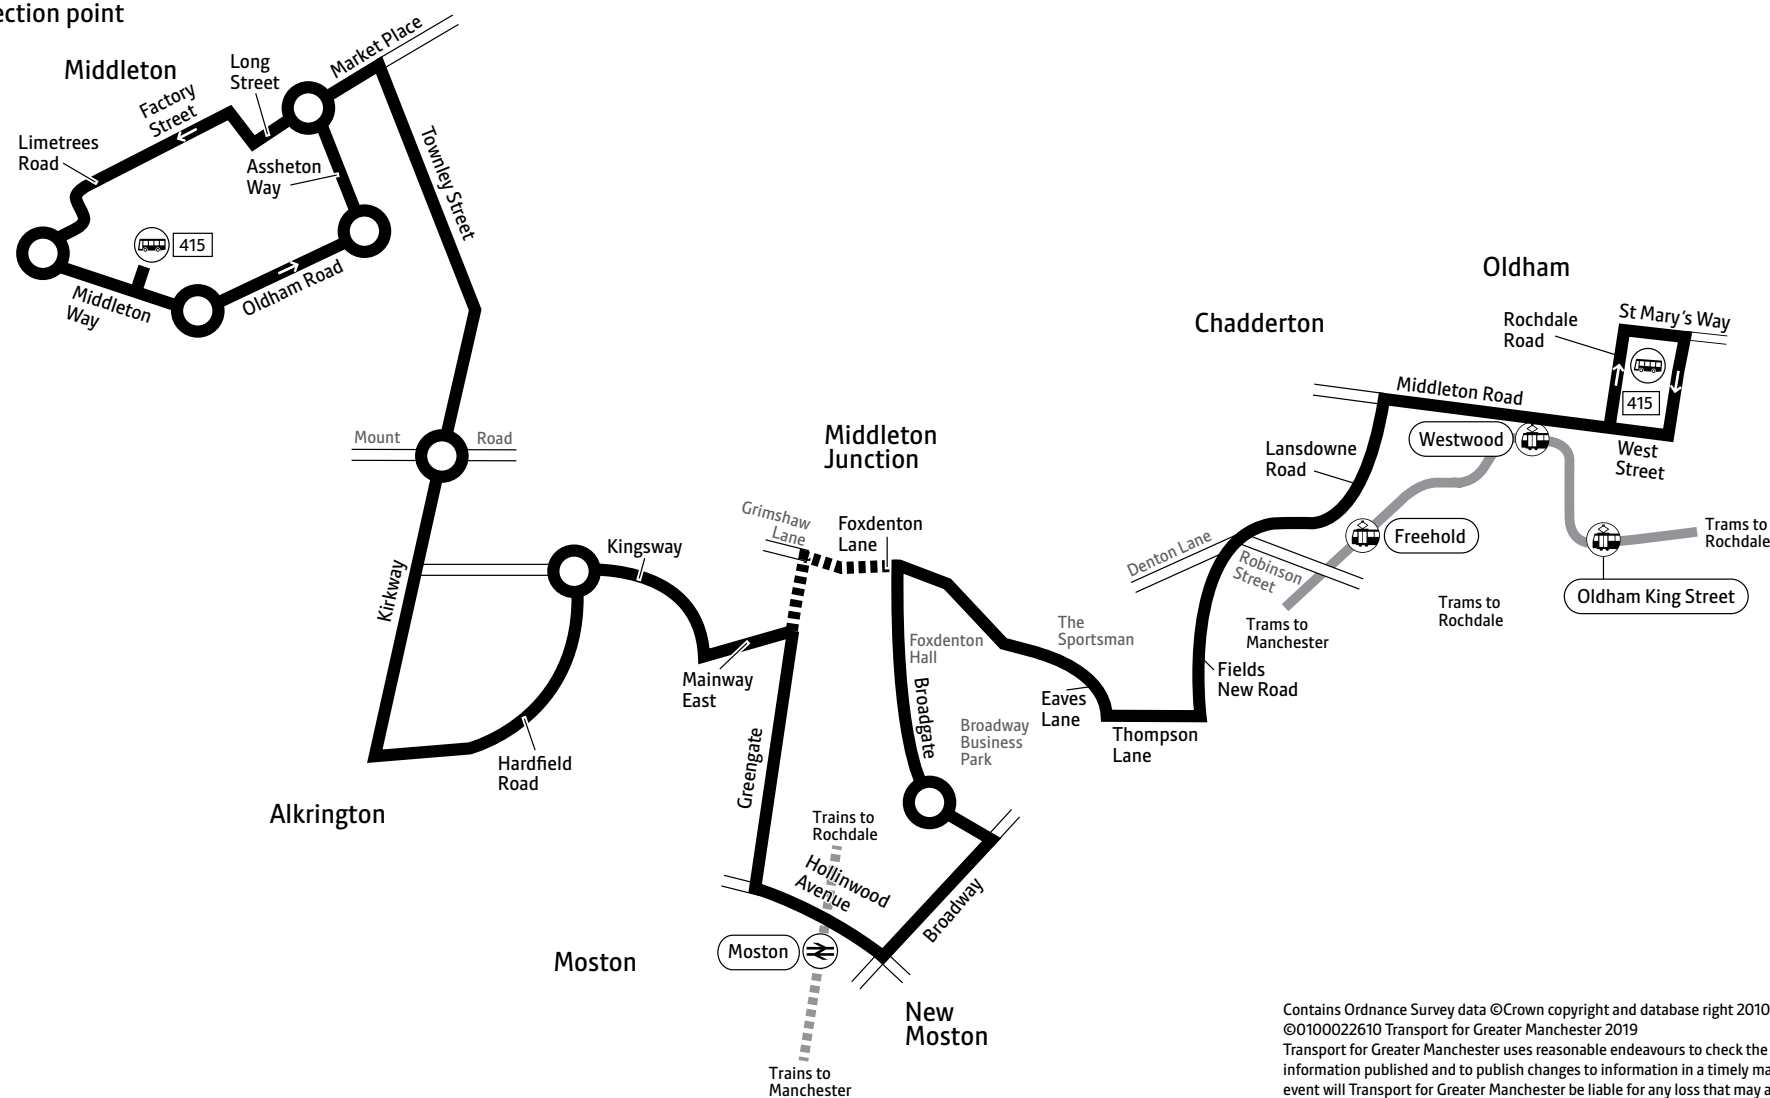 ection point
Middleton
Long
Street
Market Place
Factory
Street
Limetrees
Road
Assheton
Way
Townley Street
415
Middleton
Way
Oldham Road
Mount
Road
Kirkway
Kingsway
Hardfield
Road
Alkrington
Mainway
East
Middleton
Junction
Grimshaw
Lane
Foxdenton
Lane
Foxdenton
Hall
Broadgate
Broadway
Business
Park
Greengate
Trains to
Rochdale
Hollinwood
Avenue
Broadway
Moston
Moston
New
Moston
Trains to
Manchester
The
Sportsman
Eaves
Lane
Thompson
Lane
Fields
New Road
Denton Lane
Robinson
Street
Trams to
Manchester
Chadderton
Oldham
Rochdale
Road
St Mary's Way
415
Middleton Road
Lansdowne
Road
Westwood
West
Street
Freehold
Trams to
Rochdale
Oldham King Street
Trams to
Rochdale
Contains Ordnance Survey data ©Crown copyright and database right 2010
©0100022610 Transport for Greater Manchester 2019
Transport for Greater Manchester uses reasonable endeavours to check the
information published and to publish changes to information in a timely ma
event will Transport for Greater Manchester be liable for any loss that may a